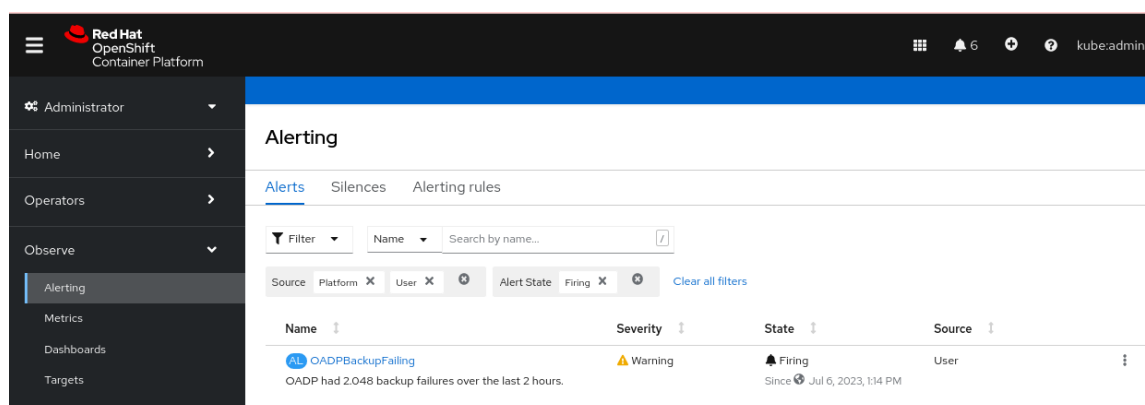 Red Hat
OpenShift
Container Platform
6
kube:admin
Administrator
Home
Operators
Observe
Alerting
Metrics
Dashboards
Targets
Alerting
Alerts Silences Alerting rules
Filter Name Search by name... /
Source Platform User Alert State Firing Clear all filters
Name Severity State Source
AL OADPBackupFailing Warning Firing User
OADP had 2.048 backup failures over the last 2 hours. Since Jul 6, 2023, 1:14 PM